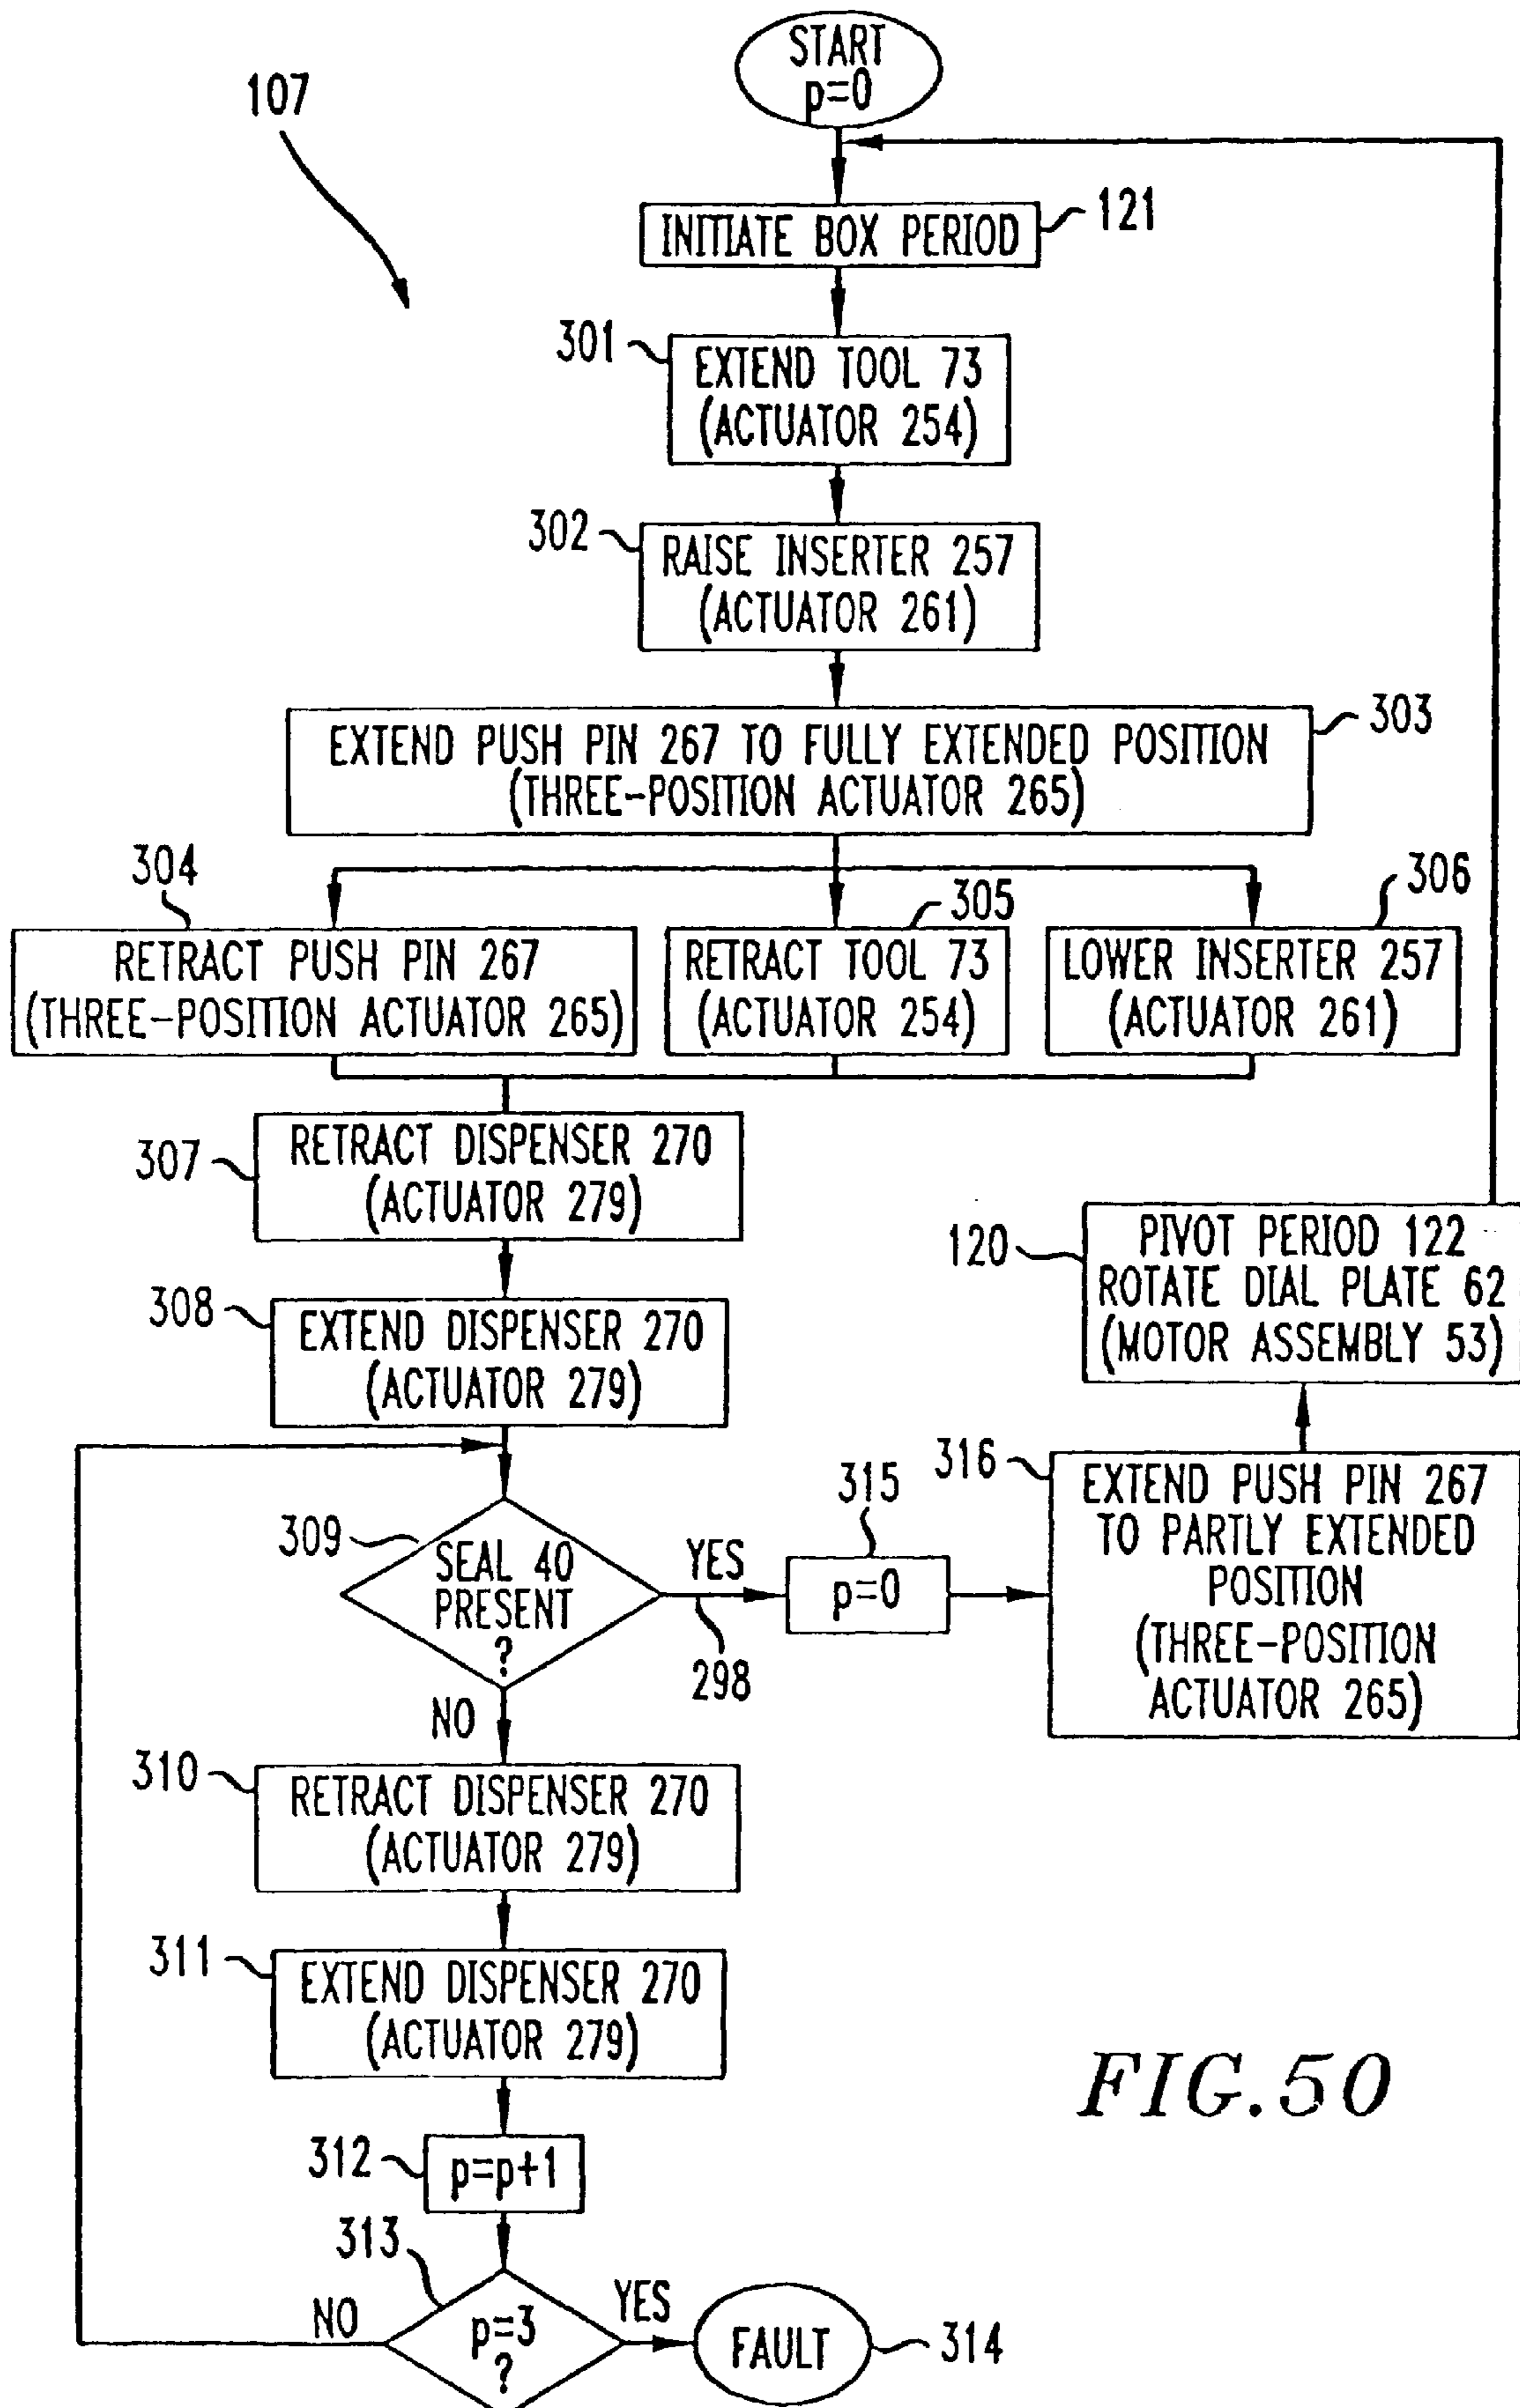 START
p=0
107
INITIATE BOX PERIOD
121
301
EXTEND TOOL 73
(ACTUATOR 254)
302
RAISE INSERTER 257
(ACTUATOR 261)
303
EXTEND PUSH PIN 267 TO FULLY EXTENDED POSITION
(THREE-POSITION ACTUATOR 265)
304
RETRACT PUSH PIN 267
(THREE-POSITION ACTUATOR 265)
305
RETRACT TOOL 73
(ACTUATOR 254)
306
LOWER INSERTER 257
(ACTUATOR 261)
307
RETRACT DISPENSER 270
(ACTUATOR 279)
308
EXTEND DISPENSER 270
(ACTUATOR 279)
309
SEAL 40
PRESENT
?
YES
298
315
p=0
316
EXTEND PUSH PIN 267
TO PARTLY EXTENDED
POSITION
(THREE-POSITION
ACTUATOR 265)
120
PIVOT PERIOD 122
ROTATE DIAL PLATE 62
(MOTOR ASSEMBLY 53)
NO
310
RETRACT DISPENSER 270
(ACTUATOR 279)
311
EXTEND DISPENSER 270
(ACTUATOR 279)
312
p=p+1
313
p=3
?
NO
YES
FAULT
314
FIG.50